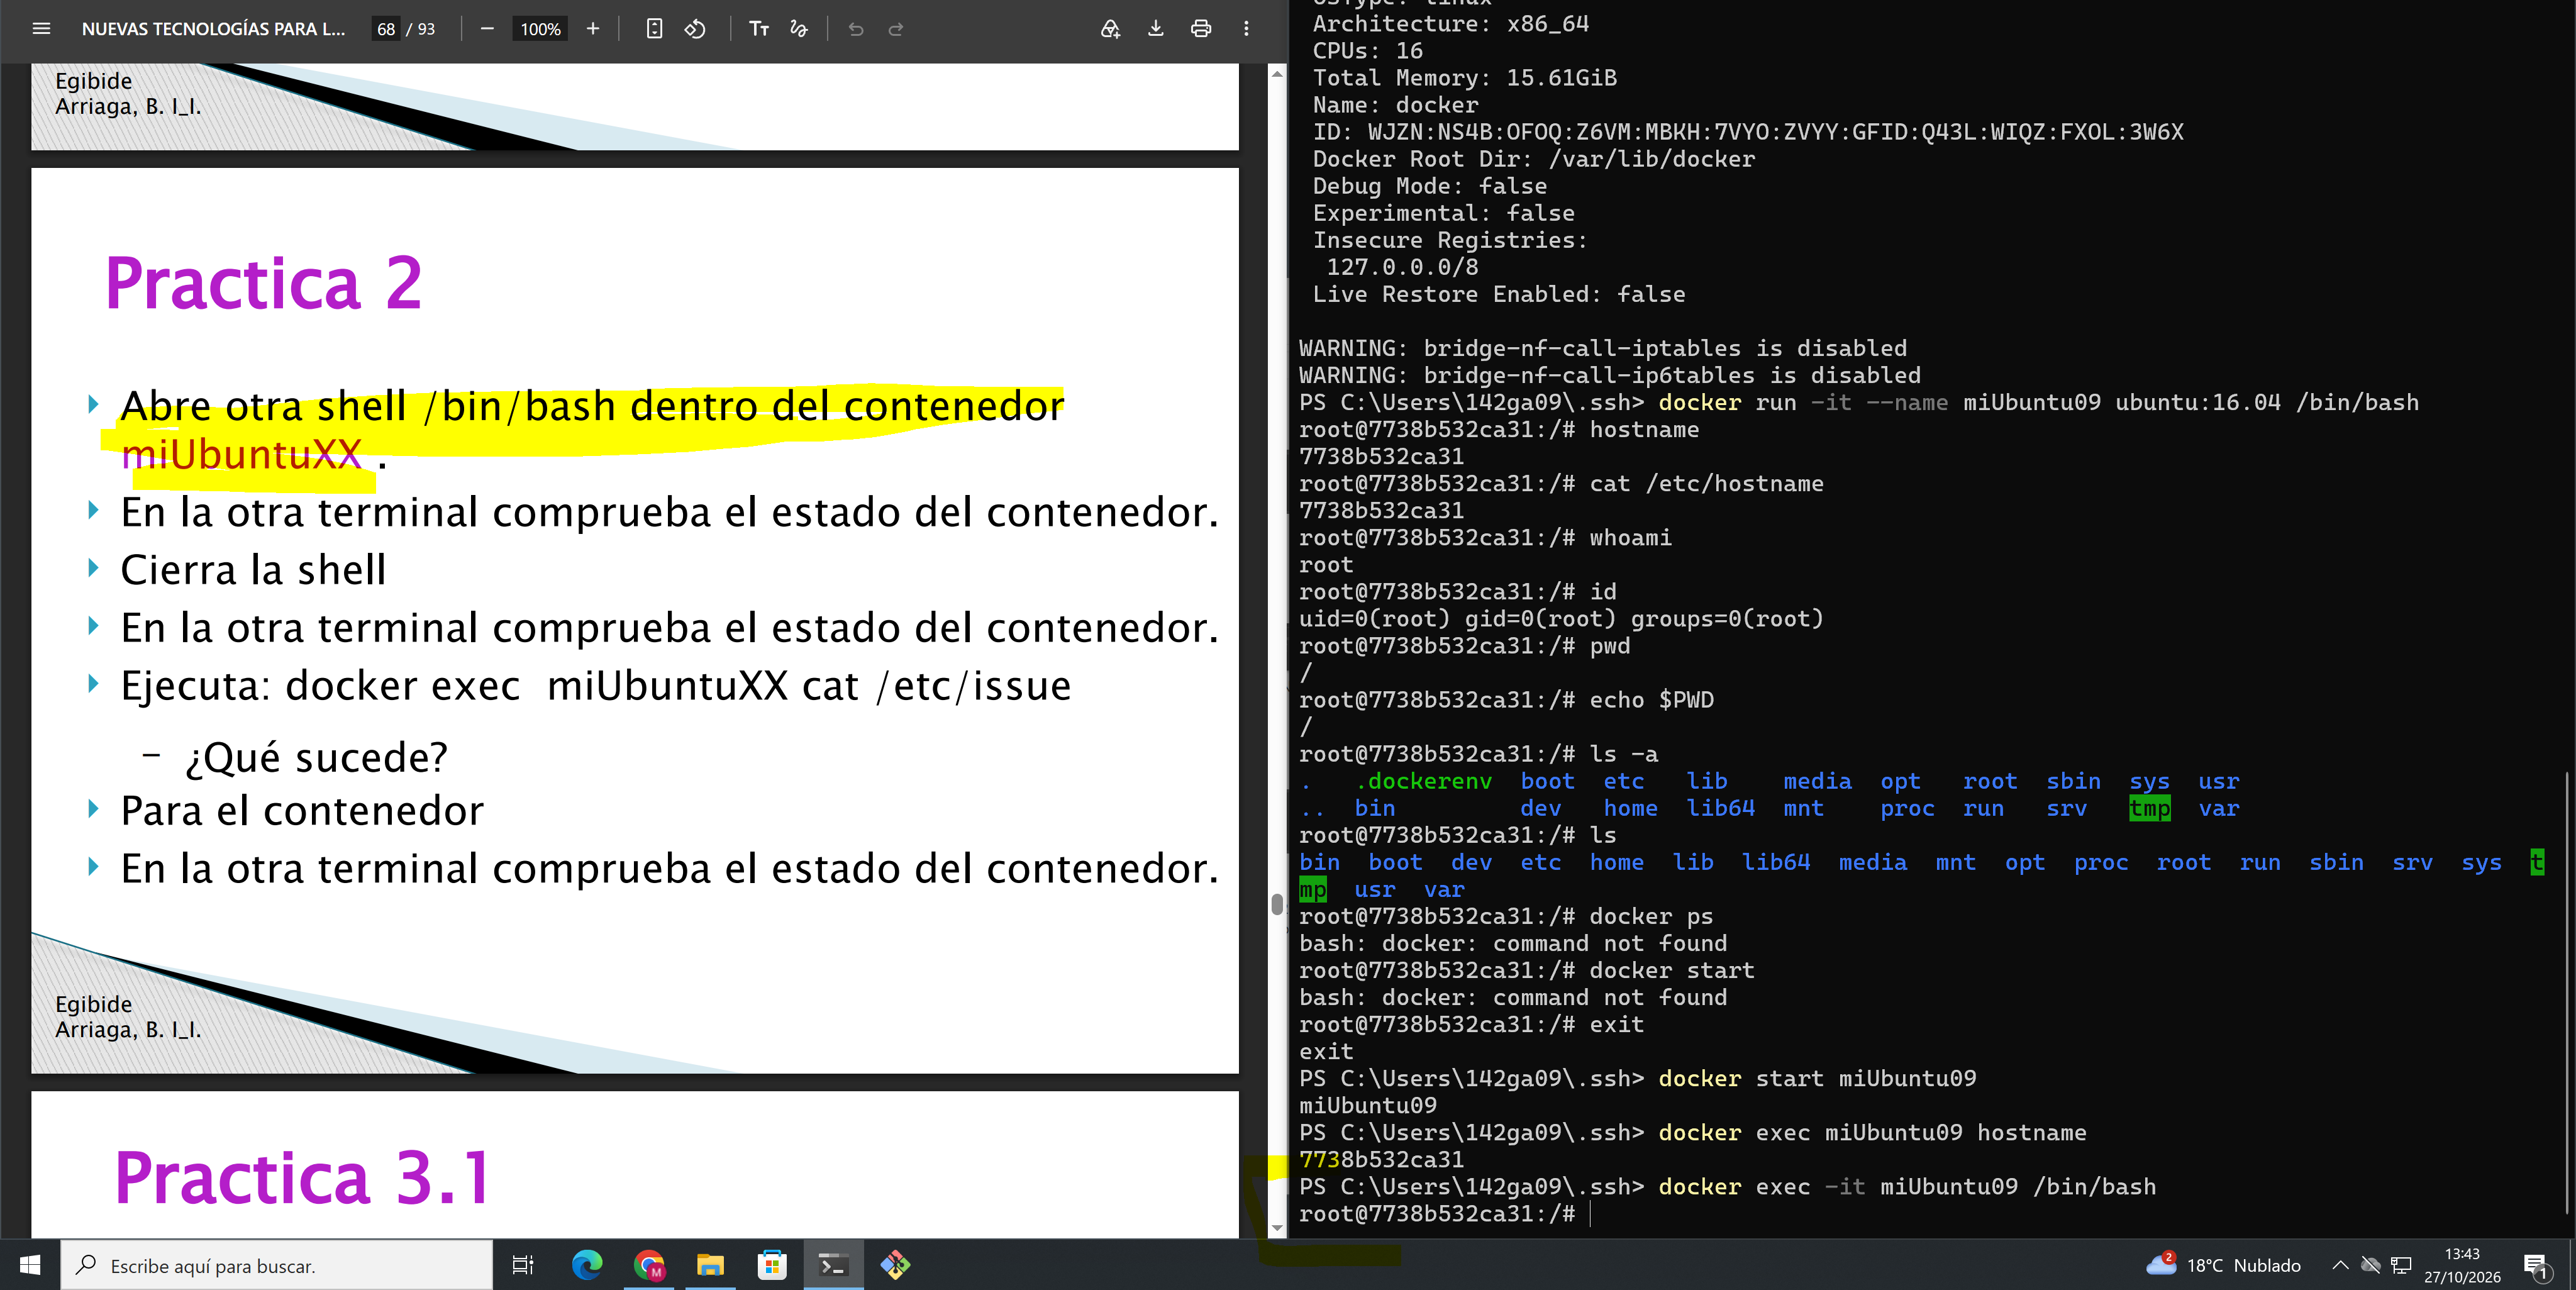 NUEVAS TECNOLOGÍAS PARA L...
68 / 93
100%
Egibide
Arriaga, B. I_I.
Practica 2
Abre otra shell /bin/bash dentro del contenedor
miUbuntuXX .
En la otra terminal comprueba el estado del contenedor.
Cierra la shell
En la otra terminal comprueba el estado del contenedor.
Ejecuta: docker exec  miUbuntuXX cat /etc/issue
– ¿Qué sucede?
Para el contenedor
En la otra terminal comprueba el estado del contenedor.
Egibide
Arriaga, B. I_I.
Practica 3.1
OSType: linux
Architecture: x86_64
CPUs: 16
Total Memory: 15.61GiB
Name: docker
ID: WJZN:NS4B:OFOQ:Z6VM:MBKH:7VYO:ZVYY:GFID:Q43L:WIQZ:FXOL:3W6X
Docker Root Dir: /var/lib/docker
Debug Mode: false
Experimental: false
Insecure Registries:
127.0.0.0/8
Live Restore Enabled: false
WARNING: bridge-nf-call-iptables is disabled
WARNING: bridge-nf-call-ip6tables is disabled
PS C:\Users\142ga09\.ssh> docker run -it --name miUbuntu09 ubuntu:16.04 /bin/bash
root@7738b532ca31:/# hostname
7738b532ca31
root@7738b532ca31:/# cat /etc/hostname
7738b532ca31
root@7738b532ca31:/# whoami
root
root@7738b532ca31:/# id
uid=0(root) gid=0(root) groups=0(root)
root@7738b532ca31:/# pwd
/
root@7738b532ca31:/# echo $PWD
/
root@7738b532ca31:/# ls -a
.   .dockerenv  boot  etc   lib    media  opt   root  sbin  sys  usr
..  bin         dev   home  lib64  mnt    proc  run   srv   tmp  var
root@7738b532ca31:/# ls
bin  boot  dev  etc  home  lib  lib64  media  mnt  opt  proc  root  run  sbin  srv  sys  t
mp  usr  var
root@7738b532ca31:/# docker ps
bash: docker: command not found
root@7738b532ca31:/# docker start
bash: docker: command not found
root@7738b532ca31:/# exit
exit
PS C:\Users\142ga09\.ssh> docker start miUbuntu09
miUbuntu09
PS C:\Users\142ga09\.ssh> docker exec miUbuntu09 hostname
7738b532ca31
PS C:\Users\142ga09\.ssh> docker exec -it miUbuntu09 /bin/bash
root@7738b532ca31:/#
Escribe aquí para buscar.
M
2
18°C Nublado
13:43
27/10/2026
1